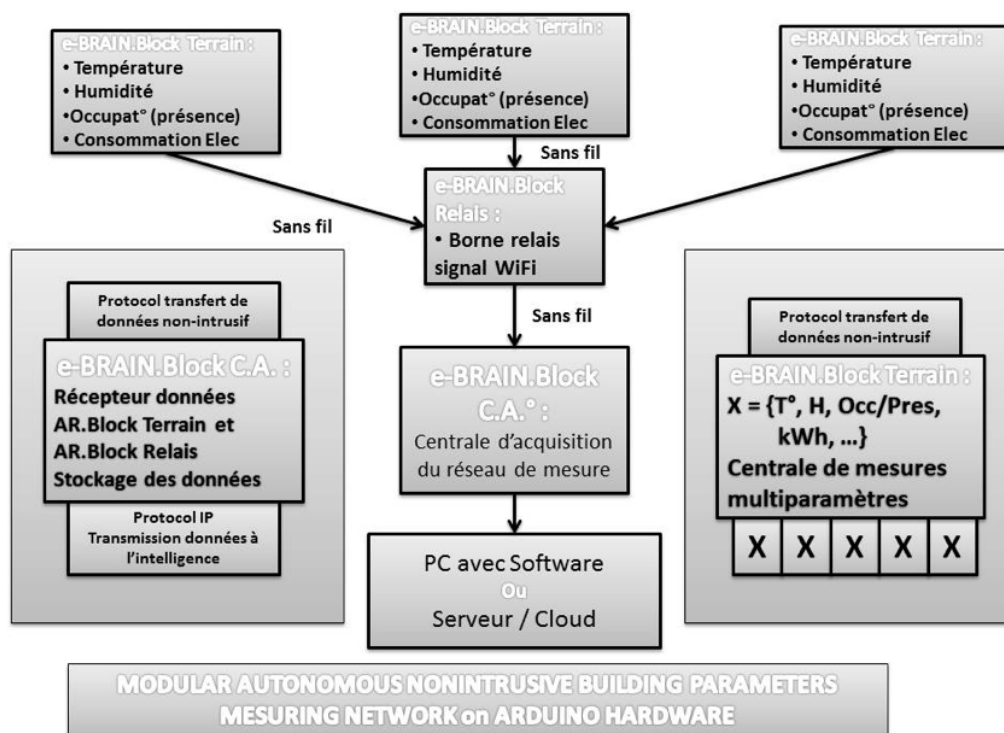 e-BRAIN.Block Terrain :
• Température
• Humidité
•Occupat° (présence)
• Consommation Elec
e-BRAIN.Block Terrain :
• Température
• Humidité
•Occupat° (présence)
• Consommation Elec
e-BRAIN.Block Terrain :
• Température
• Humidité
•Occupat° (présence)
• Consommation Elec
Sans fil
e-BRAIN.Block
Relais :
• Borne relais
signal WiFi
Sans fil
Sans fil
Protocol transfert de
données non-intrusif
e-BRAIN.Block C.A. :
Récepteur données
AR.Block Terrain et
AR.Block Relais
Stockage des données
Protocol IP
Transmission données à
l'intelligence
e-BRAIN.Block
C.A.° :
Centrale d'acquisition
du réseau de mesure
PC avec Software
Ou
Serveur / Cloud
Protocol transfert de
données non-intrusif
e-BRAIN.Block Terrain :
X = {T°, H, Occ/Pres,
kWh, ...}
Centrale de mesures
multiparamètres
X X X X X
MODULAR AUTONOMOUS NONINTRUSIVE BUILDING PARAMETERS
MESURING NETWORK on ARDUINO HARDWARE